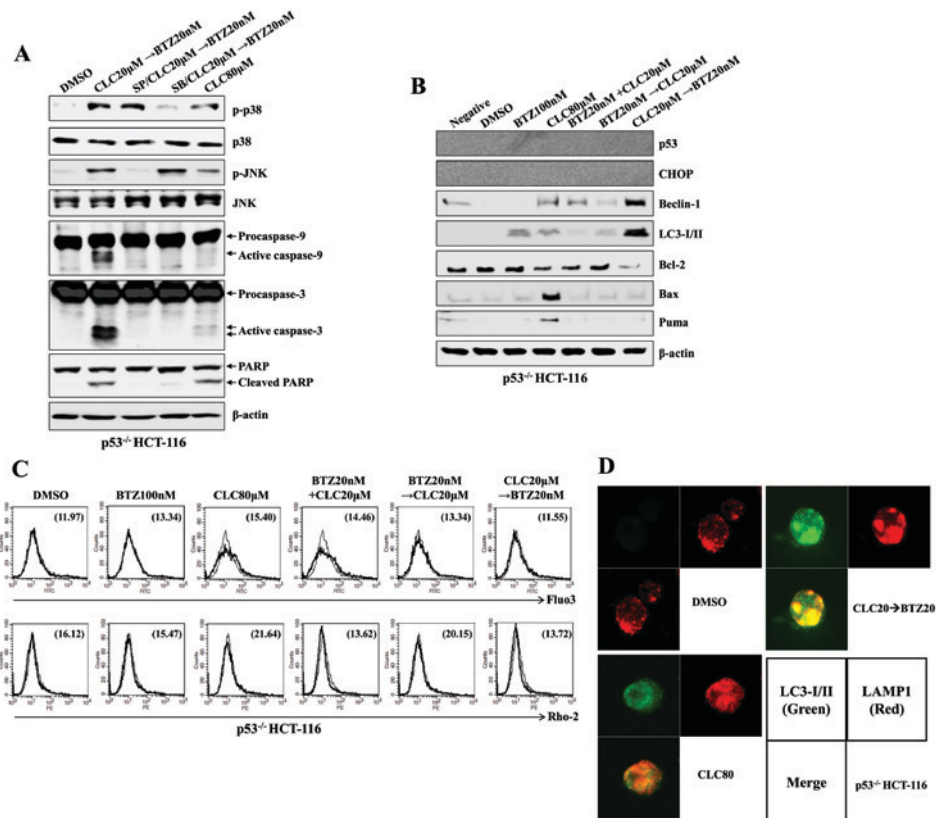 A
DMSO
CLC20μM →BTZ20nM
SP/CLC20μM →BTZ20nM
SB/CLC20μM →BTZ20nM
CLC80μM
p-p38
p38
p-JNK
JNK
Procaspase-9
Active caspase-9
Procaspase-3
Active caspase-3
PARP
Cleaved PARP
β-actin
p53-/- HCT-116
B
Negative
DMSO
BTZ100nM
CLC80μM
BTZ20nM +CLC20μM
BTZ20nM →CLC20μM
CLC20μM →BTZ20nM
p53
CHOP
Beclin-1
LC3-I/II
Bcl-2
Bax
Puma
β-actin
p53-/- HCT-116
C
DMSO
BTZ100nM
CLC80μM
BTZ20nM
+CLC20μM
BTZ20nM
→CLC20μM
CLC20μM
→BTZ20nM
(11.97)
(13.34)
(15.40)
(14.46)
(13.34)
(11.55)
Counts
FITC
Fluo3
(16.12)
(15.47)
(21.64)
(13.62)
(20.15)
(13.72)
Counts
Rho-2
p53-/- HCT-116
D
DMSO
CLC20→BTZ20
CLC80
LC3-I/II
(Green)
LAMP1
(Red)
Merge
p53-/- HCT-116